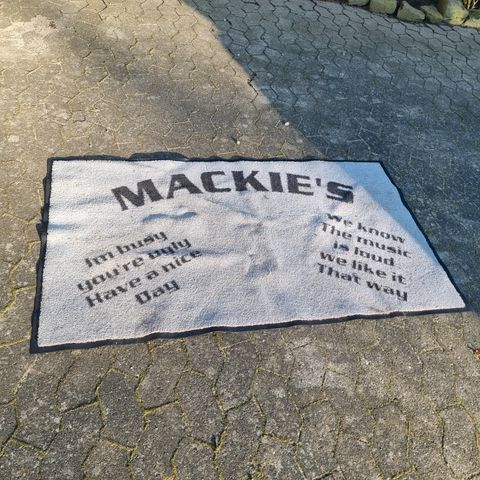 MACKIE'S
Im busy
you're ugly
Have a nice
Day
we know
The music
is loud
we like it
That way